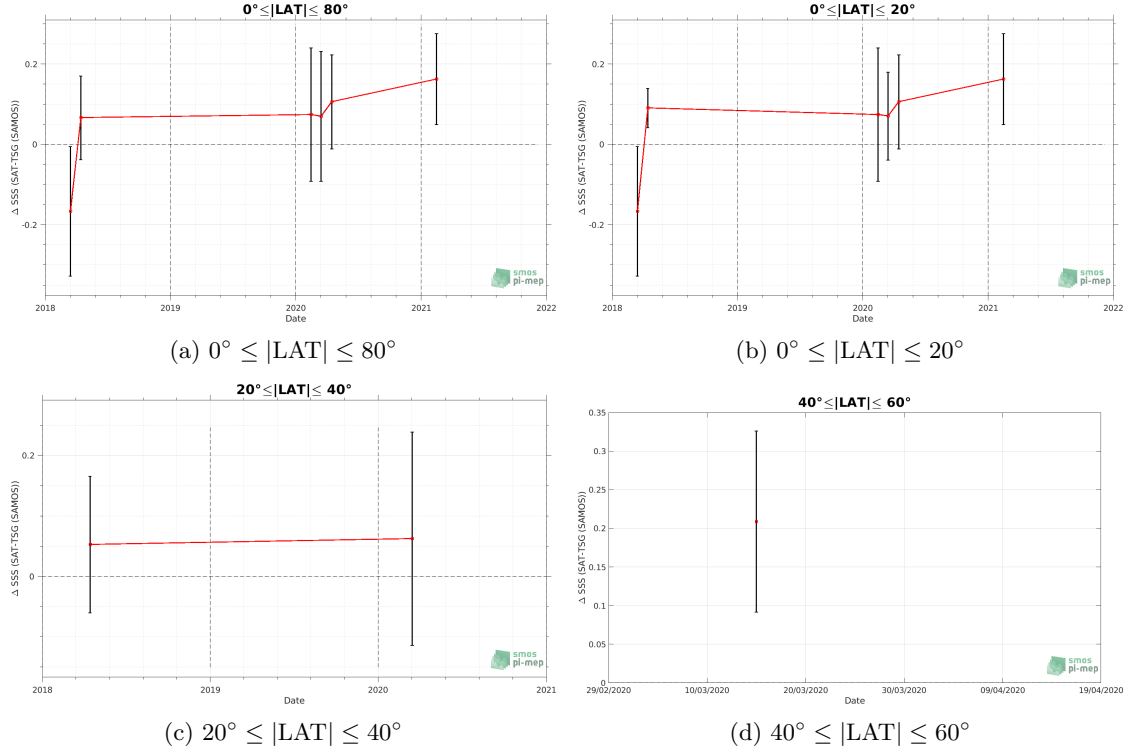 0°≤|LAT|≤ 80°
Δ SSS (SAT-TSG (SAMOS))
0.2
0
-0.2
2018 2019 2020 2021 2022
Date
smos
pi-mep
(a) 0° ≤ |LAT| ≤ 80°
0°≤|LAT|≤ 20°
Δ SSS (SAT-TSG (SAMOS))
0.2
0
-0.2
2018 2019 2020 2021 2022
Date
smos
pi-mep
(b) 0° ≤ |LAT| ≤ 20°
20°≤|LAT|≤ 40°
Δ SSS (SAT-TSG (SAMOS))
0.2
0
2018 2019 2020 2021
Date
smos
pi-mep
(c) 20° ≤ |LAT| ≤ 40°
40°≤|LAT|≤ 60°
Δ SSS (SAT-TSG (SAMOS))
0.35
0.3
0.25
0.2
0.15
0.1
0.05
0
29/02/2020 10/03/2020 20/03/2020 30/03/2020 09/04/2020 19/04/2020
Date
smos
pi-mep
(d) 40° ≤ |LAT| ≤ 60°